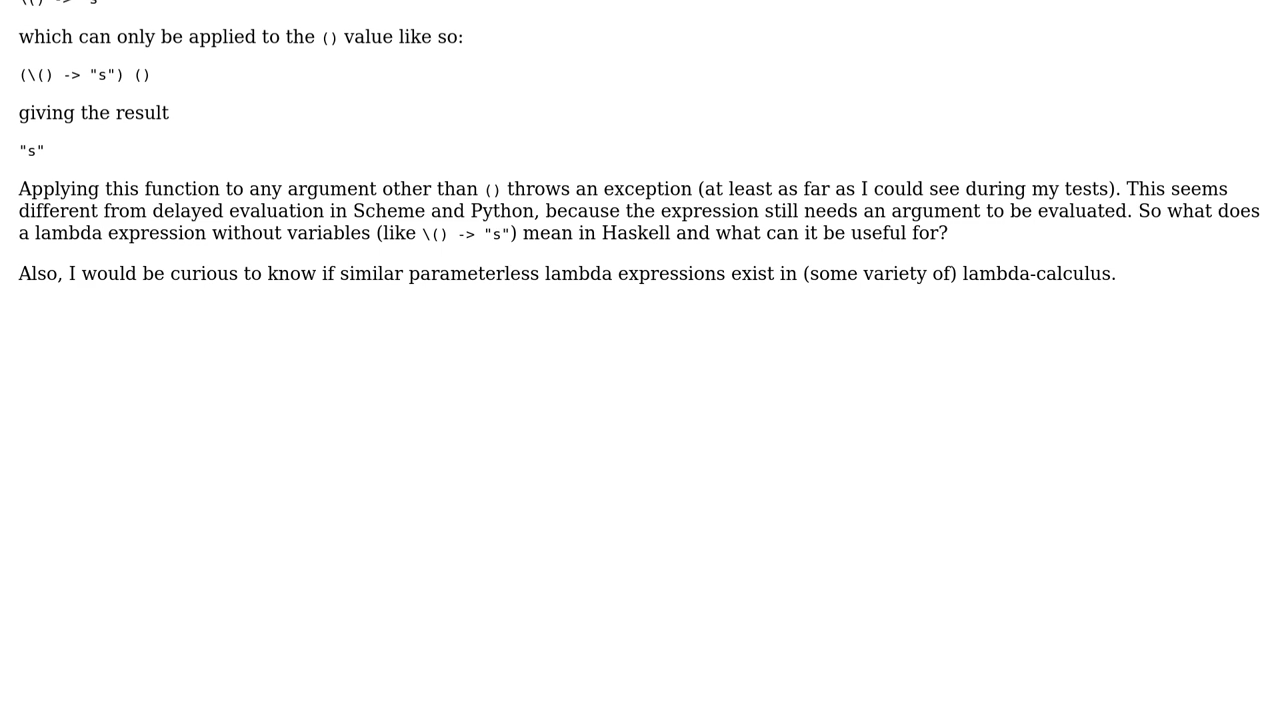 which can only be applied to the () value like so:
(\() -> "s") ()
giving the result
"s"
Applying this function to any argument other than () throws an exception (at least as far as I could see during my tests). This seems
different from delayed evaluation in Scheme and Python, because the expression still needs an argument to be evaluated. So what does
a lambda expression without variables (like \() -> "s") mean in Haskell and what can it be useful for?
Also, I would be curious to know if similar parameterless lambda expressions exist in (some variety of) lambda-calculus.